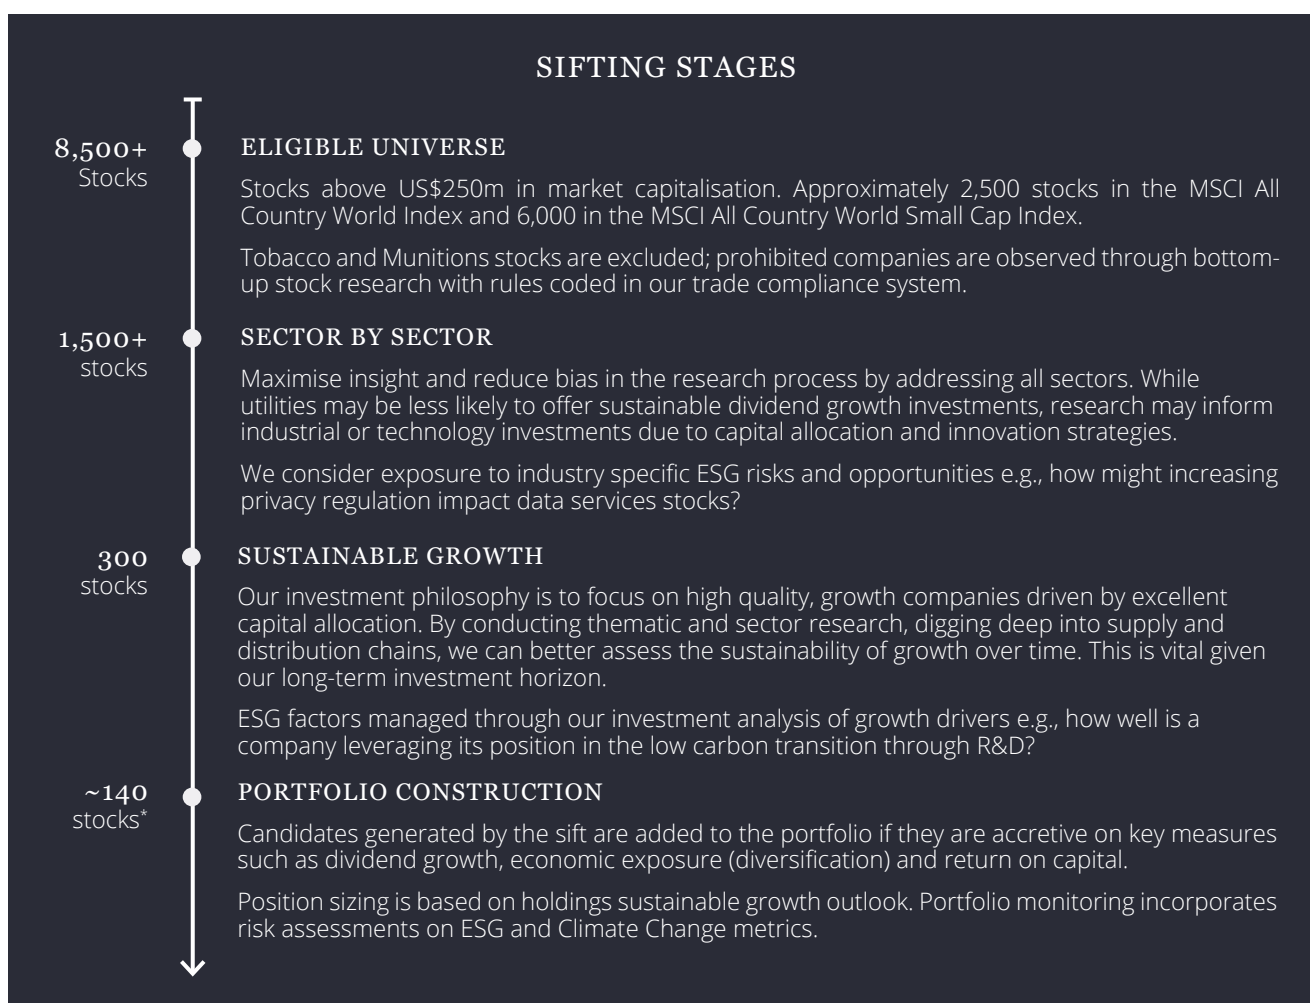 SIFTING STAGES
8,500+
Stocks
ELIGIBLE UNIVERSE
Stocks above US$250m in market capitalisation. Approximately 2,500 stocks in the MSCI All
Country World Index and 6,000 in the MSCI All Country World Small Cap Index.
Tobacco and Munitions stocks are excluded; prohibited companies are observed through bottom-
up stock research with rules coded in our trade compliance system.
1,500+
stocks
SECTOR BY SECTOR
Maximise insight and reduce bias in the research process by addressing all sectors. While
utilities may be less likely to offer sustainable dividend growth investments, research may inform
industrial or technology investments due to capital allocation and innovation strategies.
We consider exposure to industry specific ESG risks and opportunities e.g., how might increasing
privacy regulation impact data services stocks?
300
stocks
SUSTAINABLE GROWTH
Our investment philosophy is to focus on high quality, growth companies driven by excellent
capital allocation. By conducting thematic and sector research, digging deep into supply and
distribution chains, we can better assess the sustainability of growth over time. This is vital given
our long-term investment horizon.
ESG factors managed through our investment analysis of growth drivers e.g., how well is a
company leveraging its position in the low carbon transition through R&D?
~140
stocks*
PORTFOLIO CONSTRUCTION
Candidates generated by the sift are added to the portfolio if they are accretive on key measures
such as dividend growth, economic exposure (diversification) and return on capital.
Position sizing is based on holdings sustainable growth outlook. Portfolio monitoring incorporates
risk assessments on ESG and Climate Change metrics.